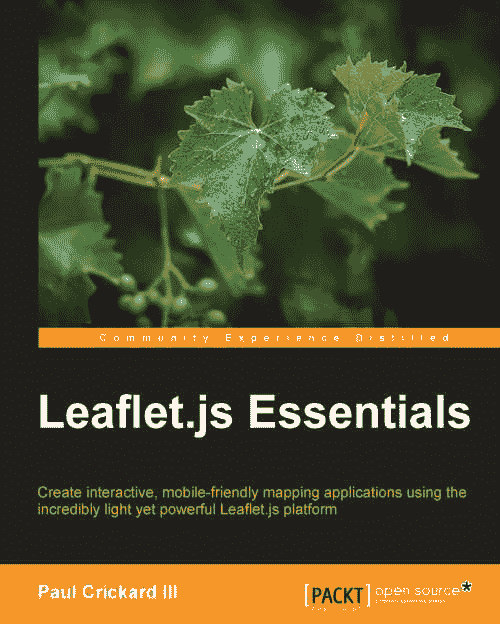 Community Experience Distilled
Leaflet.js Essentials
Create interactive, mobile-friendly mapping applications using the
incredibly light yet powerful Leaflet.js platform
Paul Crickard III
[PACKT] open source*